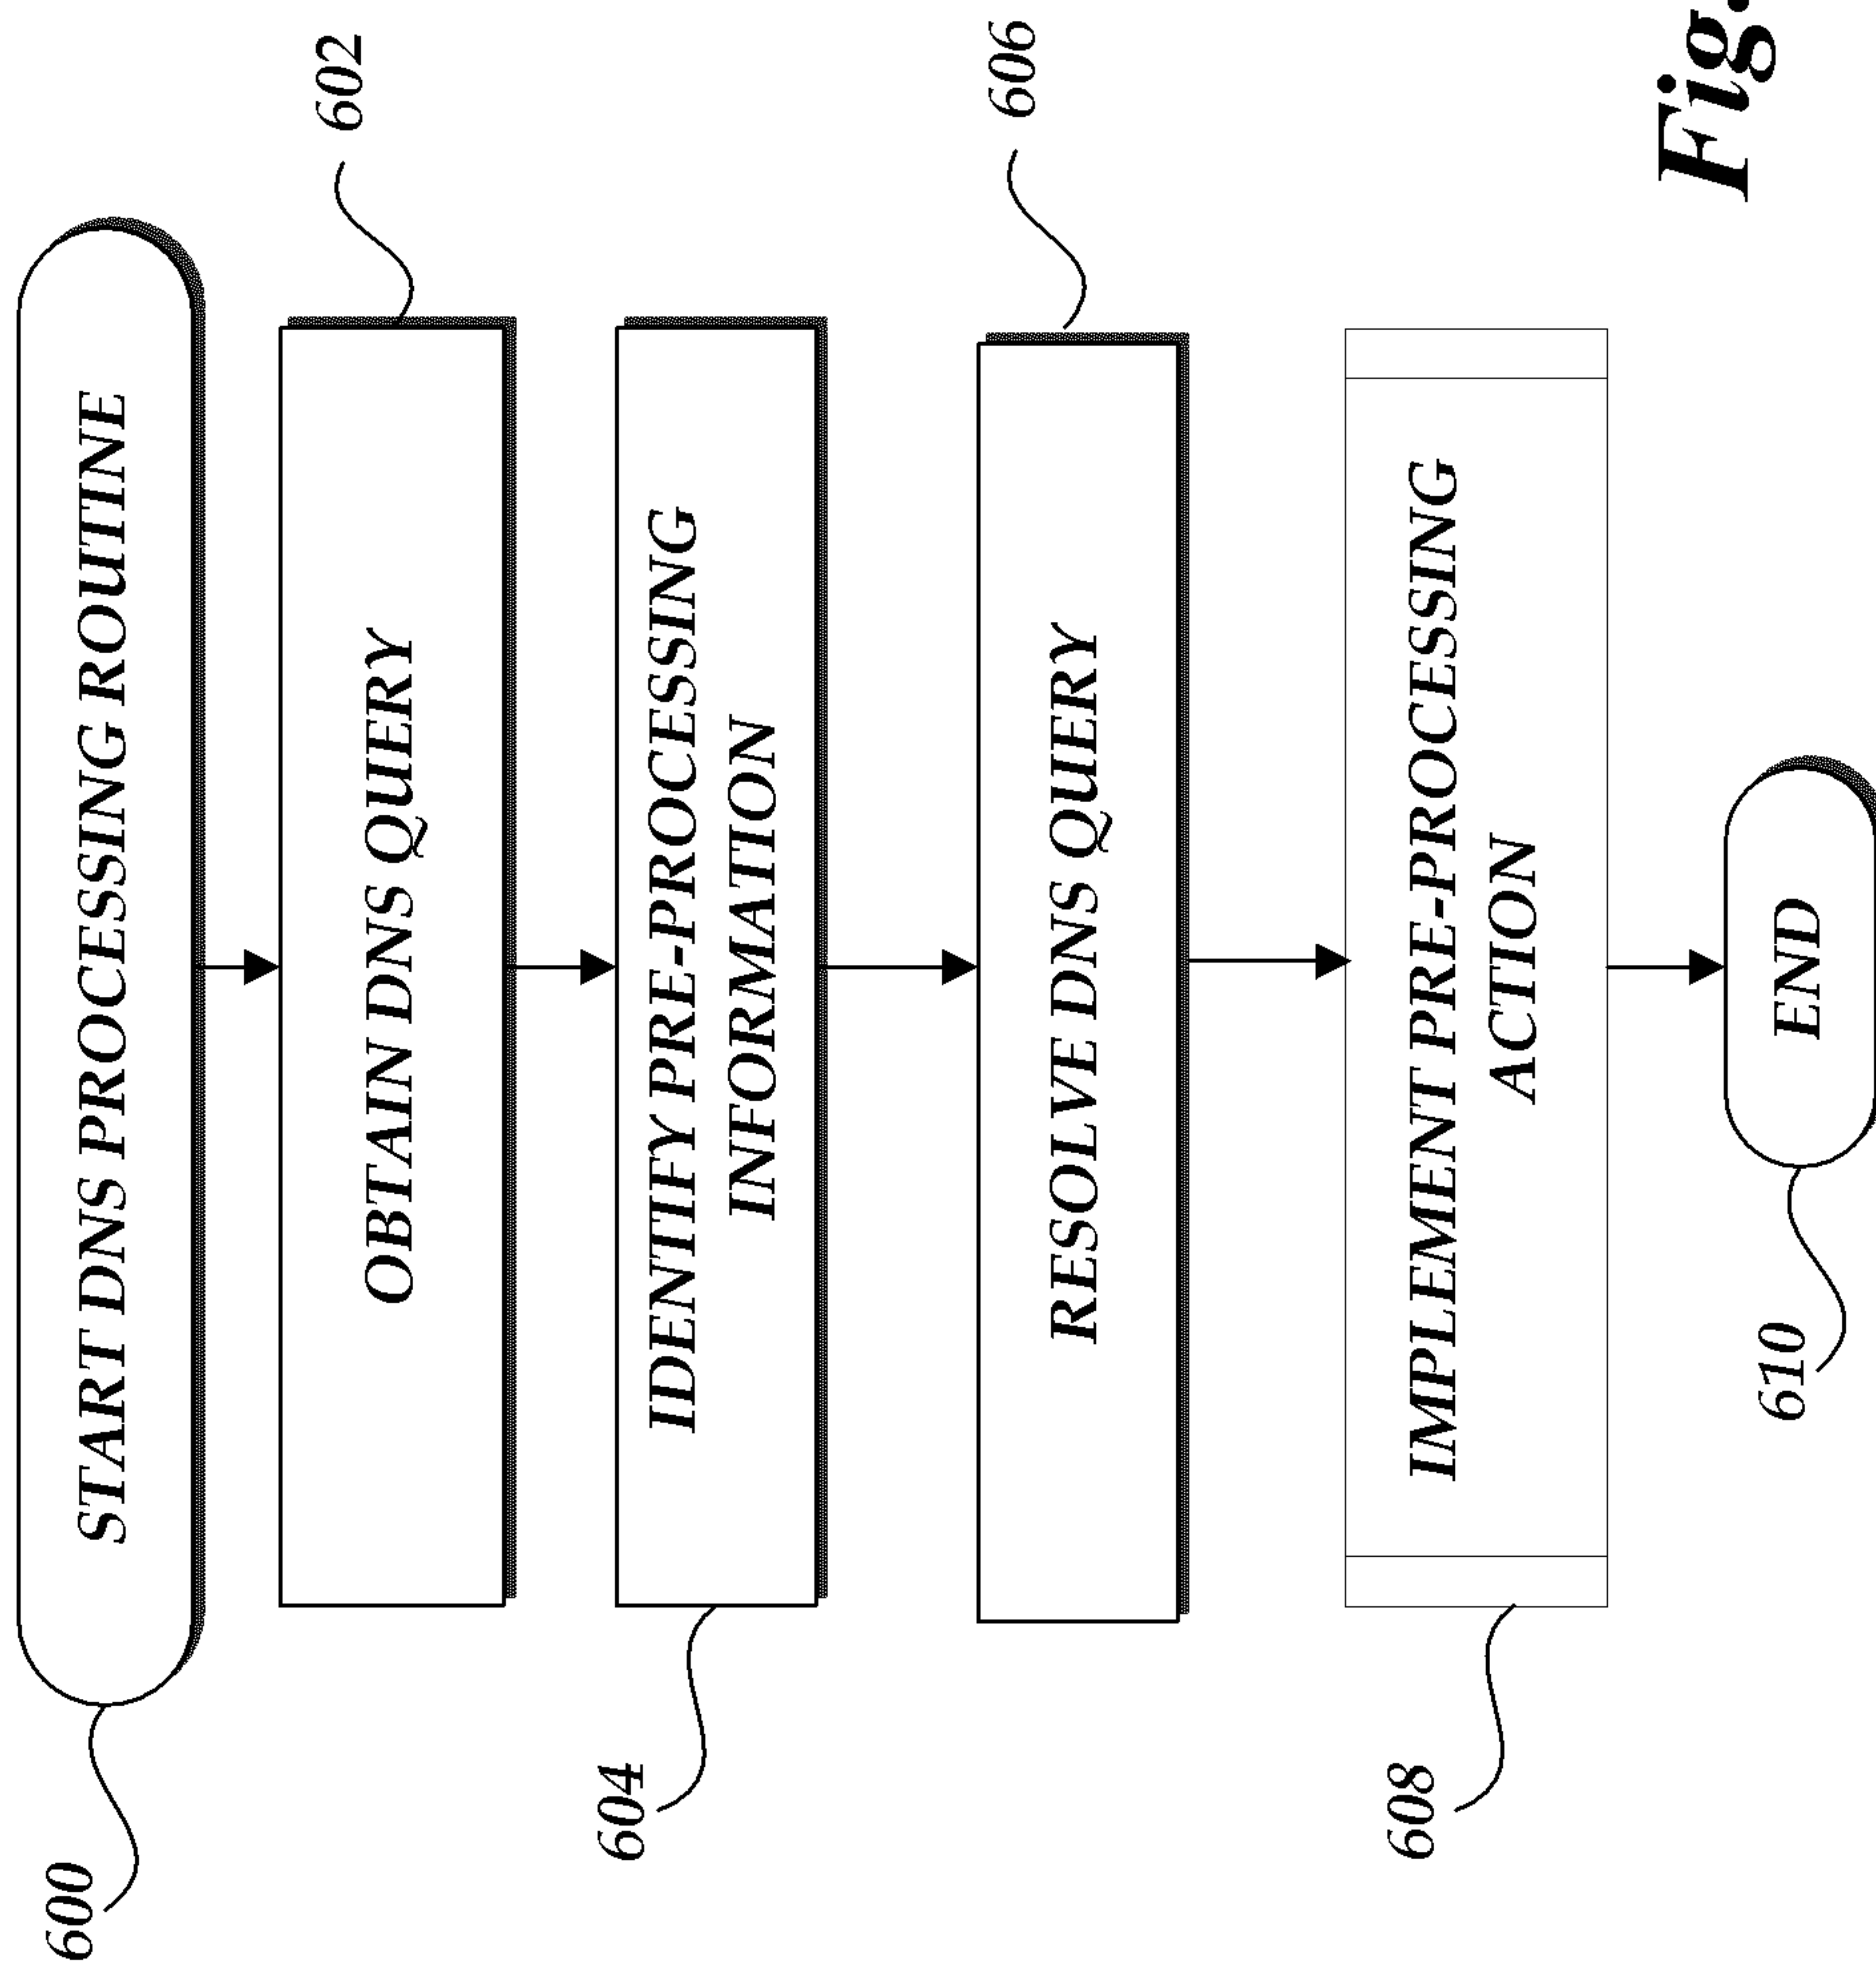 600
START DNS PROCESSING ROUTINE
602
OBTAIN DNS QUERY
604
IDENTIFY PRE-PROCESSING
INFORMATION
606
RESOLVE DNS QUERY
608
IMPLEMENT PRE-PROCESSING
ACTION
610
END
Fig.